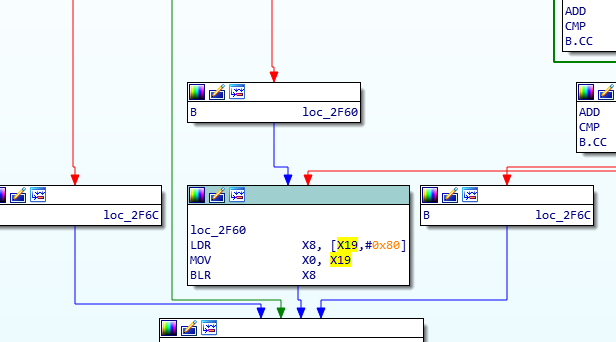 ADD
CMP
B.CC
B loc_2F60
ADD
CMP
B.CC
loc_2F6C
loc_2F60
LDR X8, [X19,#0x80]
MOV X0, X19
BLR X8
B loc_2F6C